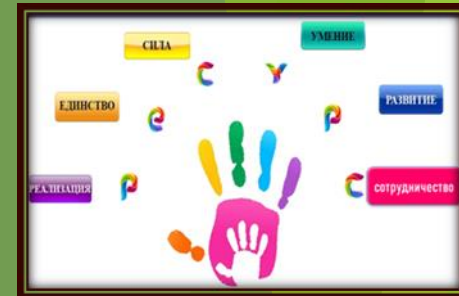 СИЛА
УМЕНИЕ
С У
ЕДИНСТВО
е Р
РАЗВИТИЕ
РЕАЛИЗАЦИЯ
Р С
сотрудничество